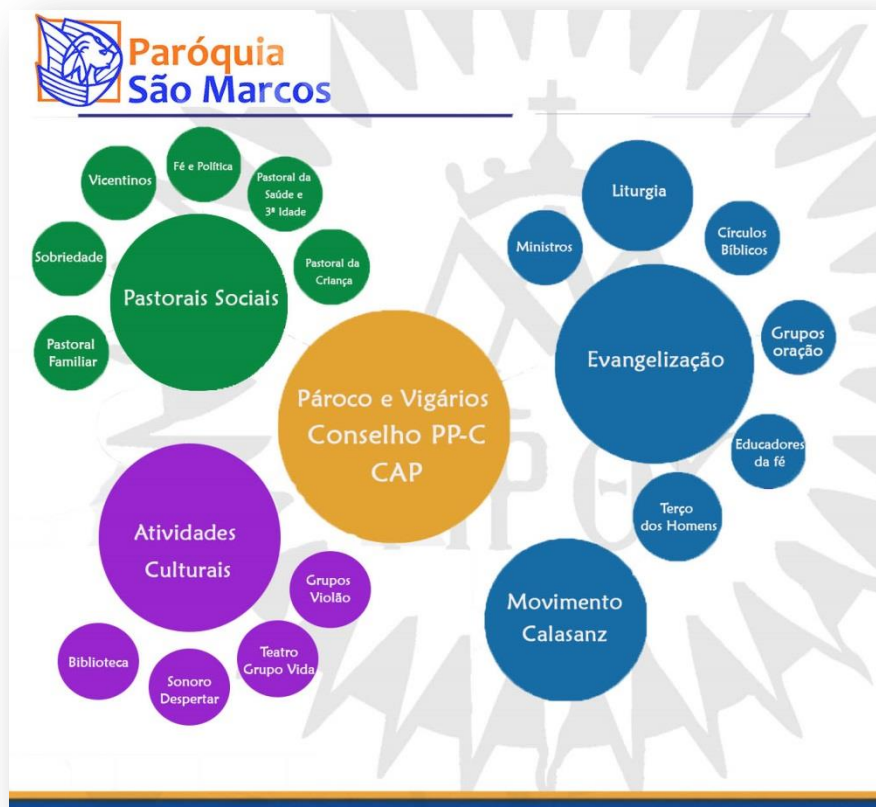 Paróquia
São Marcos
Fé e Política
Vicentinos
Pastoral da
Saúde e
3ª Idade
Sobriedade
Pastoral da
Criança
Pastorais Sociais
Pastoral
Familiar
Liturgia
Ministros
Círculos
Bíblicos
Evangelização
Grupos
oração
Educadores
da fé
Terço
dos Homens
Movimento
Calasanz
Pároco e Vigários
Conselho PP-C
CAP
Atividades
Culturais
Grupos
Violão
Teatro
Grupo Vida
Biblioteca
Sonoro
Despertar